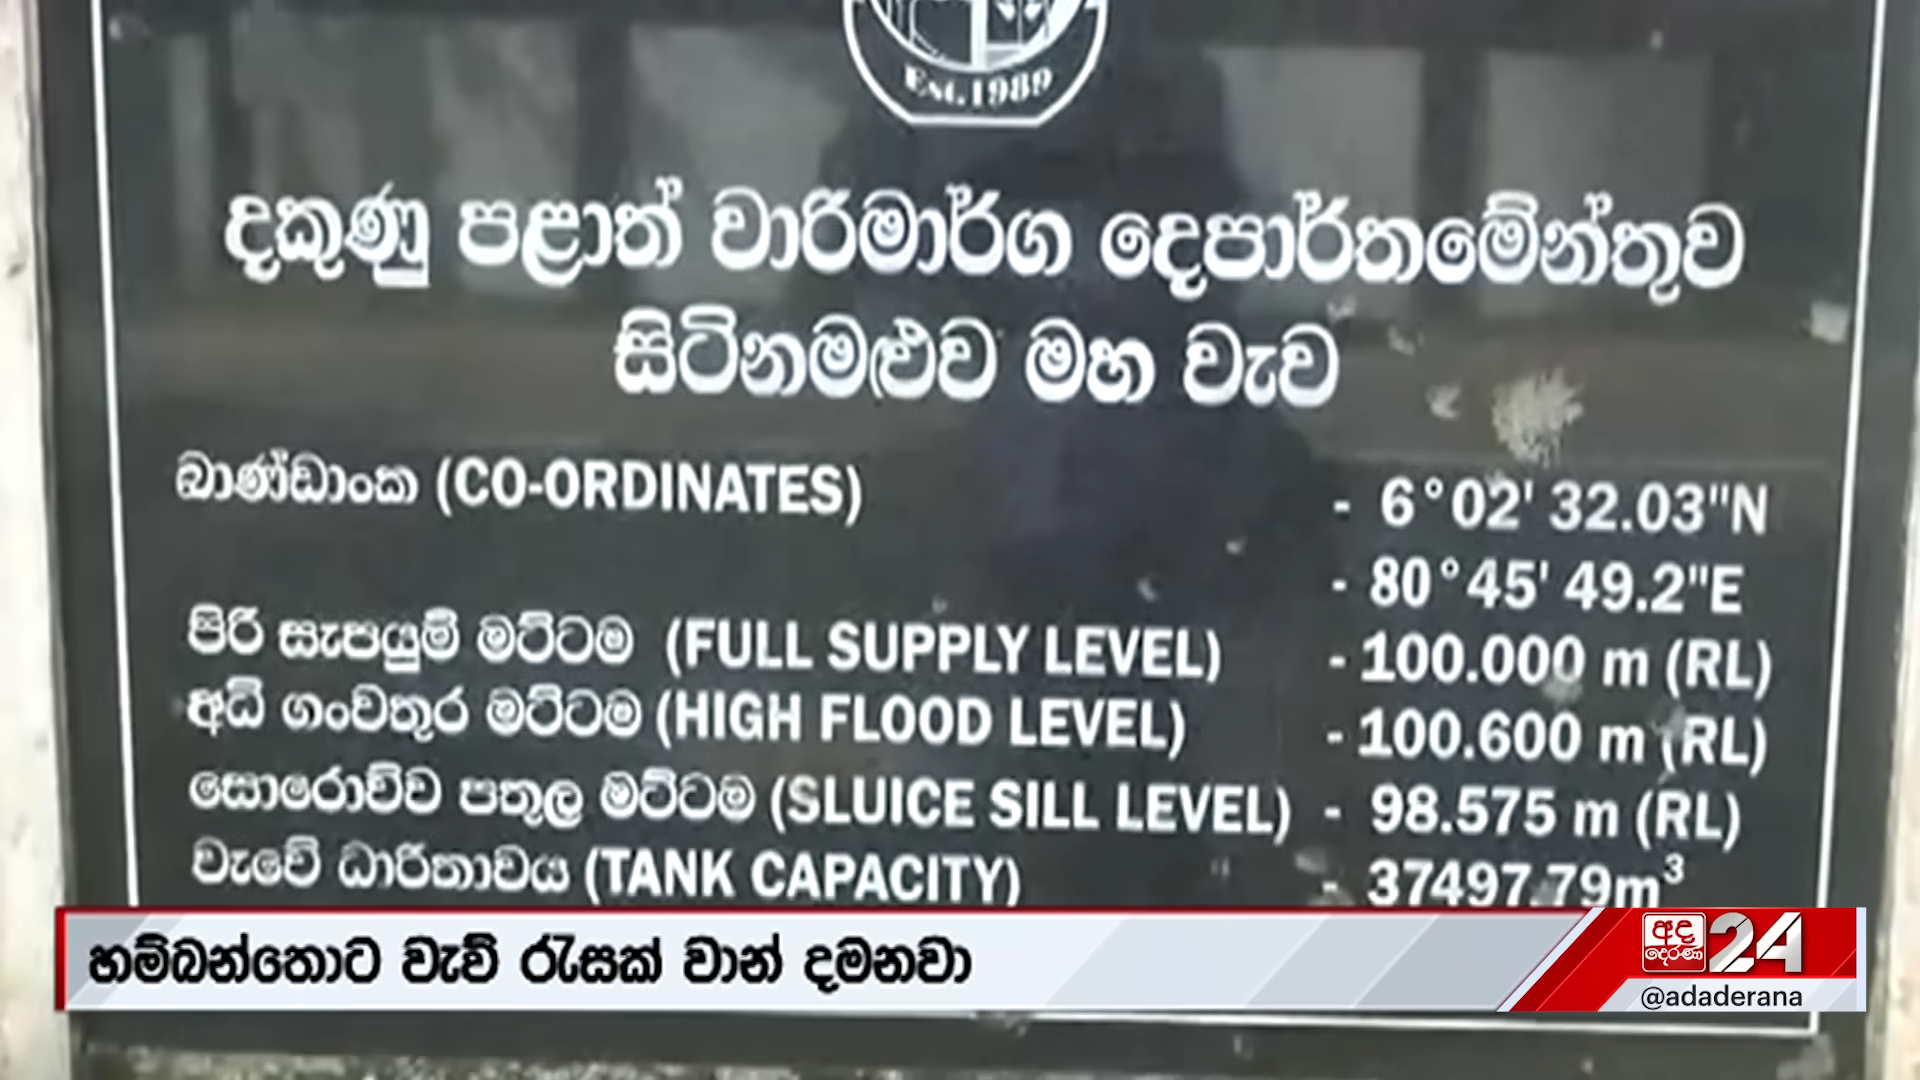 Est.1989
දකුණු පළාත් වාරිමාර්ග දෙපාර්තමේන්තුව
සිටිනමළුව මහ වැව
ඛාණ්ඩාංක (CO-ORDINATES) - 6°02' 32.03"N
- 80°45' 49.2"E
පිරි සැපයුම් මට්ටම (FULL SUPPLY LEVEL) - 100.000 m (RL)
අධි ගංවතුර මට්ටම (HIGH FLOOD LEVEL) - 100.600 m (RL)
සොරොව්ව පතුල මට්ටම (SLUICE SILL LEVEL) - 98.575 m (RL)
වැවේ ධාරිතාවය (TANK CAPACITY) - 37497.79m³
හම්බන්තොට වැව් රැසක් වාන් දමනවා
අද දෙරණ 24
@adaderana